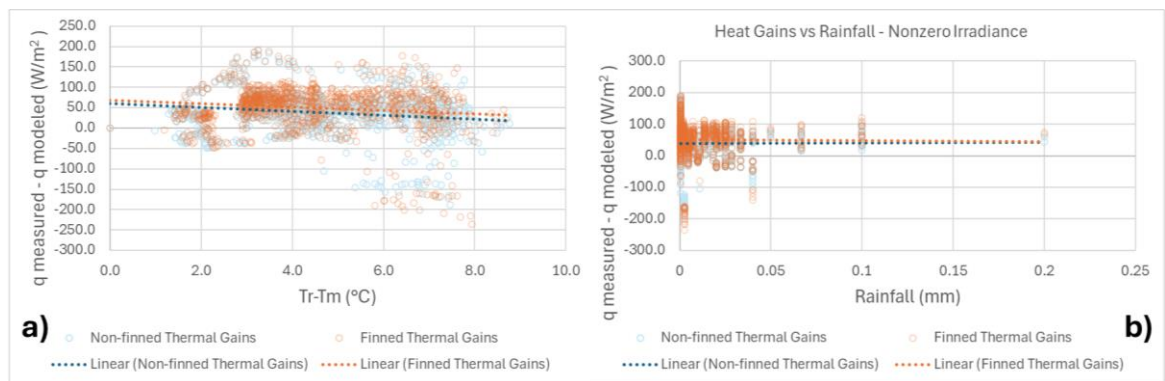 q measured - q modeled (W/m²)
250.0
200.0
150.0
100.0
50.0
0.0
-50.0
-100.0
-150.0
-200.0
-250.0
-300.0
0.0 2.0 4.0 6.0 8.0 10.0
Tr-Tm (°C)
a)
Non-finned Thermal Gains Finned Thermal Gains
Linear (Non-finned Thermal Gains) Linear (Finned Thermal Gains)
Heat Gains vs Rainfall - Nonzero Irradiance
q measured - q modeled (W/m²)
300.0
200.0
100.0
0.0
-100.0
-200.0
-300.0
0 0.05 0.1 0.15 0.2 0.25
Rainfall (mm)
b)
Non-finned Thermal Gains Finned Thermal Gains
Linear (Non-finned Thermal Gains) Linear (Finned Thermal Gains)